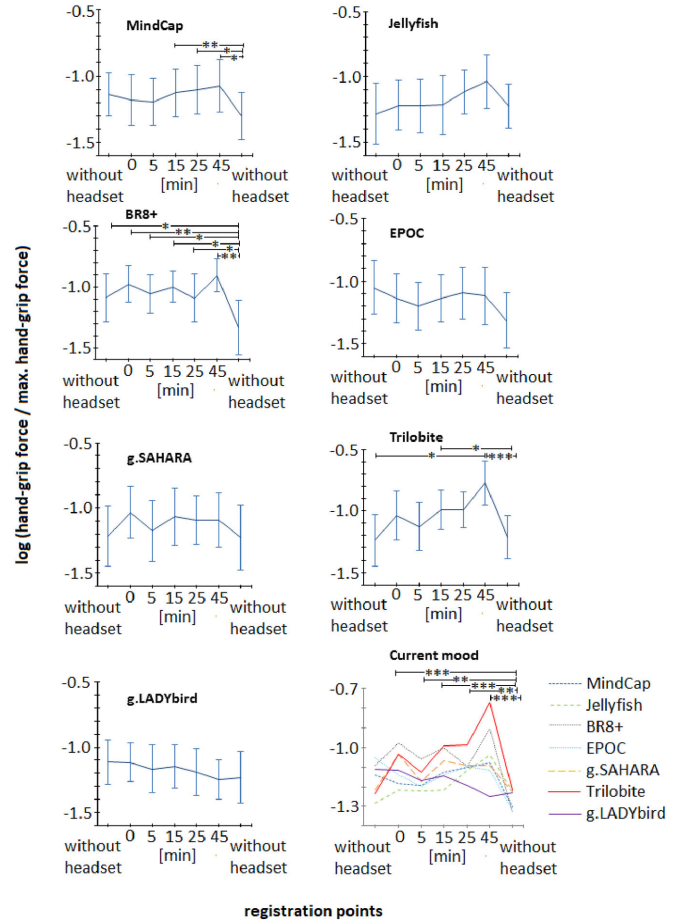 log (hand-grip force / max. hand-grip force)
MindCap
-0.5
-1.0
-1.5
** 
*
*
without headset
0 5 15 25 45
[min]
without headset
Jellyfish
-0.5
-1.0
-1.5
without headset
0 5 15 25 45
[min]
without headset
BR8+
-0.5
-1.0
-1.5
*
**
*
*
*
**
without headset
0 5 15 25 45
[min]
without headset
EPOC
-0.5
-1.0
-1.5
without headset
0 5 15 25 45
[min]
without headset
g.SAHARA
-0.5
-1.0
-1.5
without headset
0 5 15 25 45
[min]
without headset
Trilobite
-0.5
-1.0
-1.5
*
*
***
without headset
0 5 15 25 45
[min]
without headset
g.LADYbird
-0.5
-1.0
-1.5
without headset
0 5 15 25 45
[min]
without headset
Current mood
-0.7
-1.0
-1.3
***
**
***
**
***
without headset
0 5 15 25 45
[min]
without headset
MindCap
Jellyfish
BR8+
EPOC
g.SAHARA
Trilobite
g.LADYbird
registration points